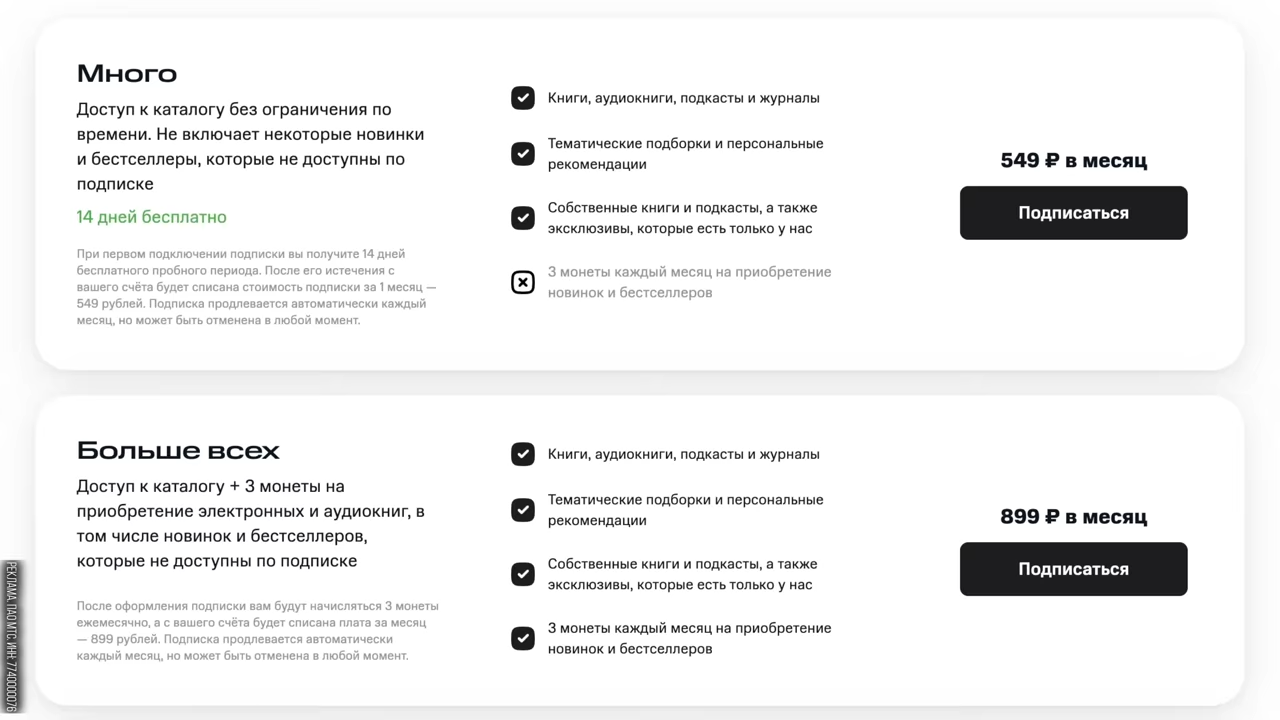 Много
Доступ к каталогу без ограничения по
времени. Не включает некоторые новинки
и бестселлеры, которые не доступны по
подписке
14 дней бесплатно
При первом подключении подписки вы получите 14 дней
бесплатного пробного периода. После его истечения с
вашего счёта будет списана стоимость подписки за 1 месяц —
549 рублей. Подписка продлевается автоматически каждый
месяц, но может быть отменена в любой момент.
Книги, аудиокниги, подкасты и журналы
Тематические подборки и персональные
рекомендации
Собственные книги и подкасты, а также
эксклюзивы, которые есть только у нас
3 монеты каждый месяц на приобретение
новинок и бестселлеров
549 ₽ в месяц
Подписаться
Больше всех
Доступ к каталогу + 3 монеты на
приобретение электронных и аудиокниг, в
том числе новинок и бестселлеров,
которые не доступны по подписке
После оформления подписки вам будут начисляться 3 монеты
ежемесячно, а с вашего счёта будет списана плата за месяц
— 899 рублей. Подписка продлевается автоматически
каждый месяц, но может быть отменена в любой момент.
Книги, аудиокниги, подкасты и журналы
Тематические подборки и персональные
рекомендации
Собственные книги и подкасты, а также
эксклюзивы, которые есть только у нас
3 монеты каждый месяц на приобретение
новинок и бестселлеров
899 ₽ в месяц
Подписаться
РЕКЛАМА. ПАО МТС. ИНН: 7740000076